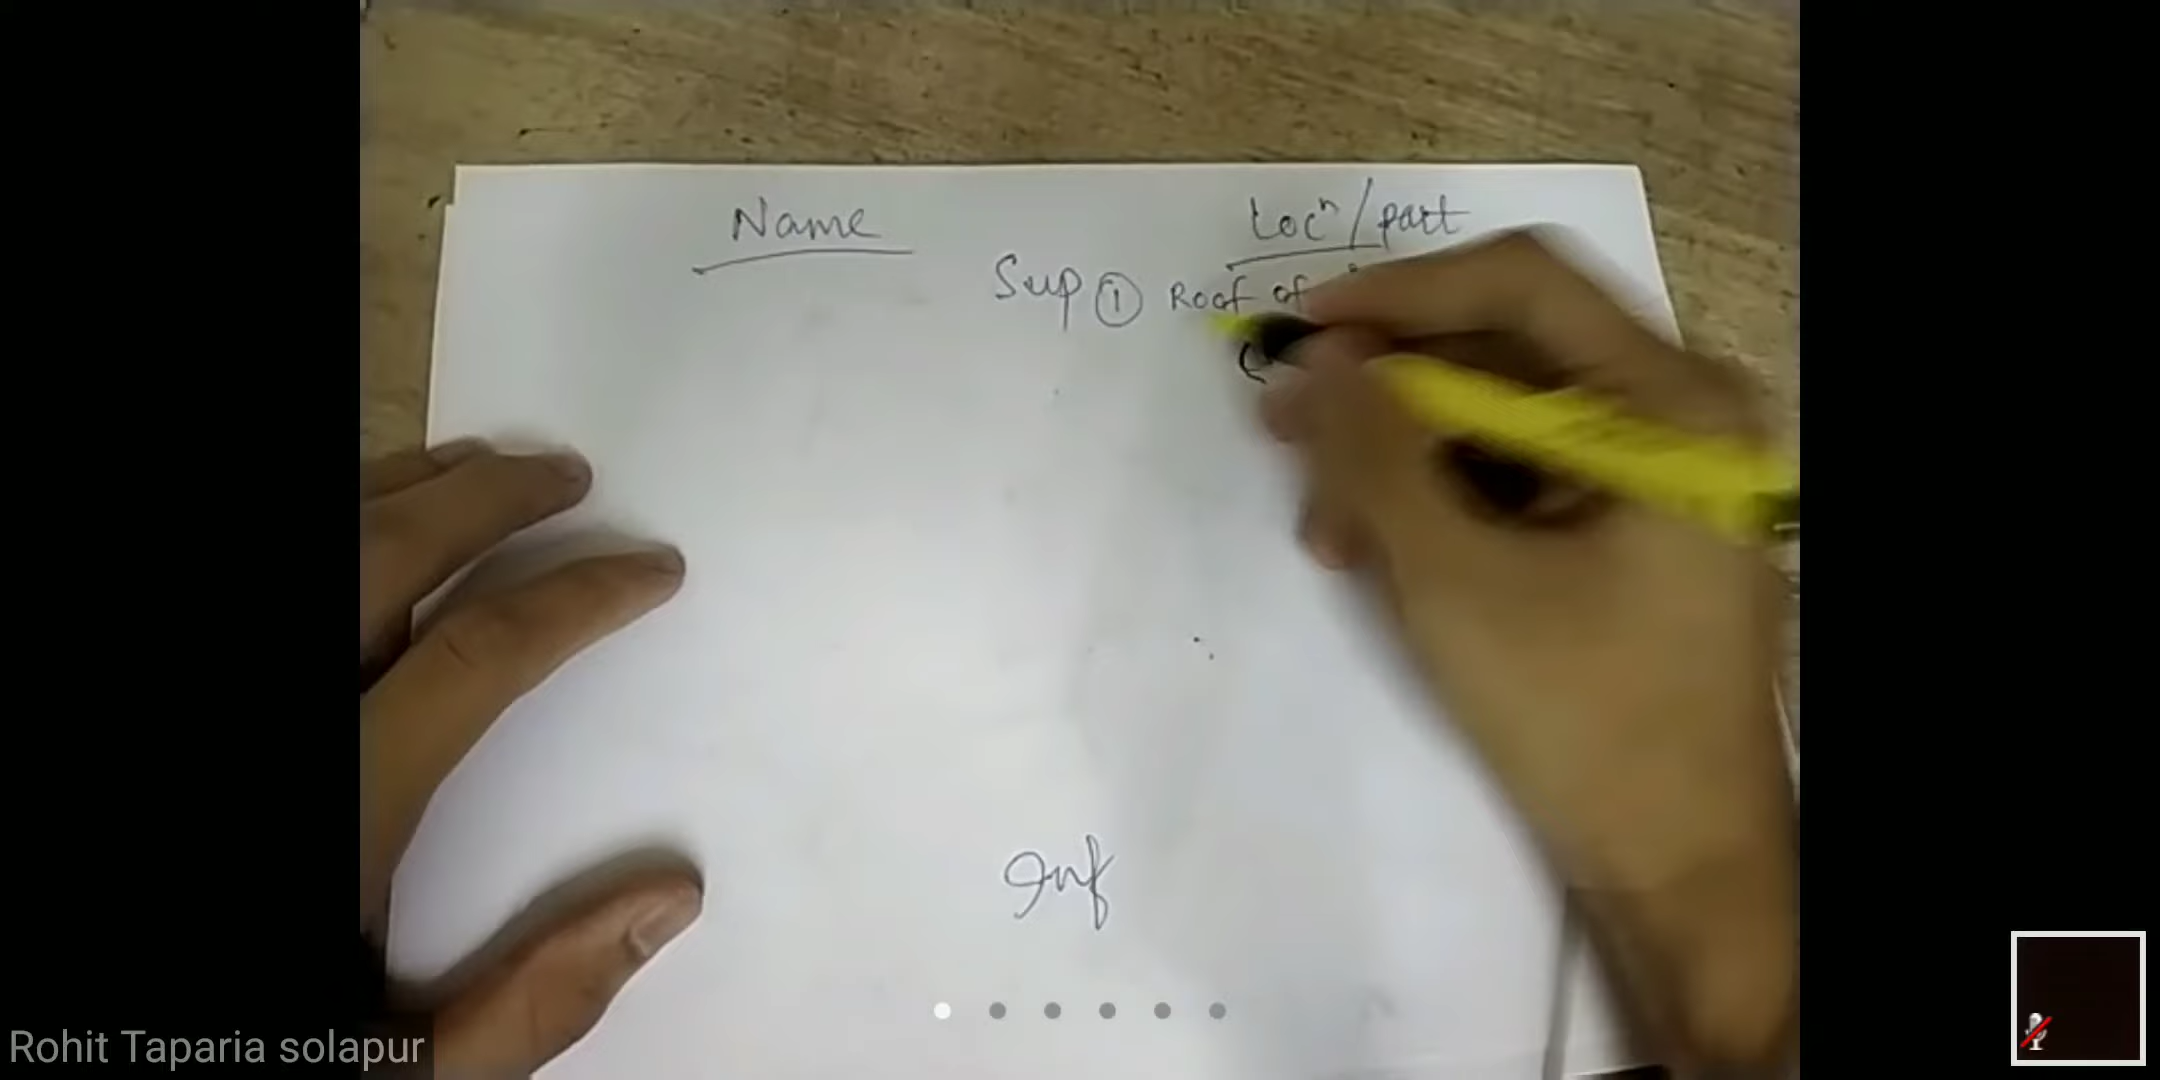 Name Locⁿ/part
Sup ① Roof of
Inf
Rohit Taparia solapur